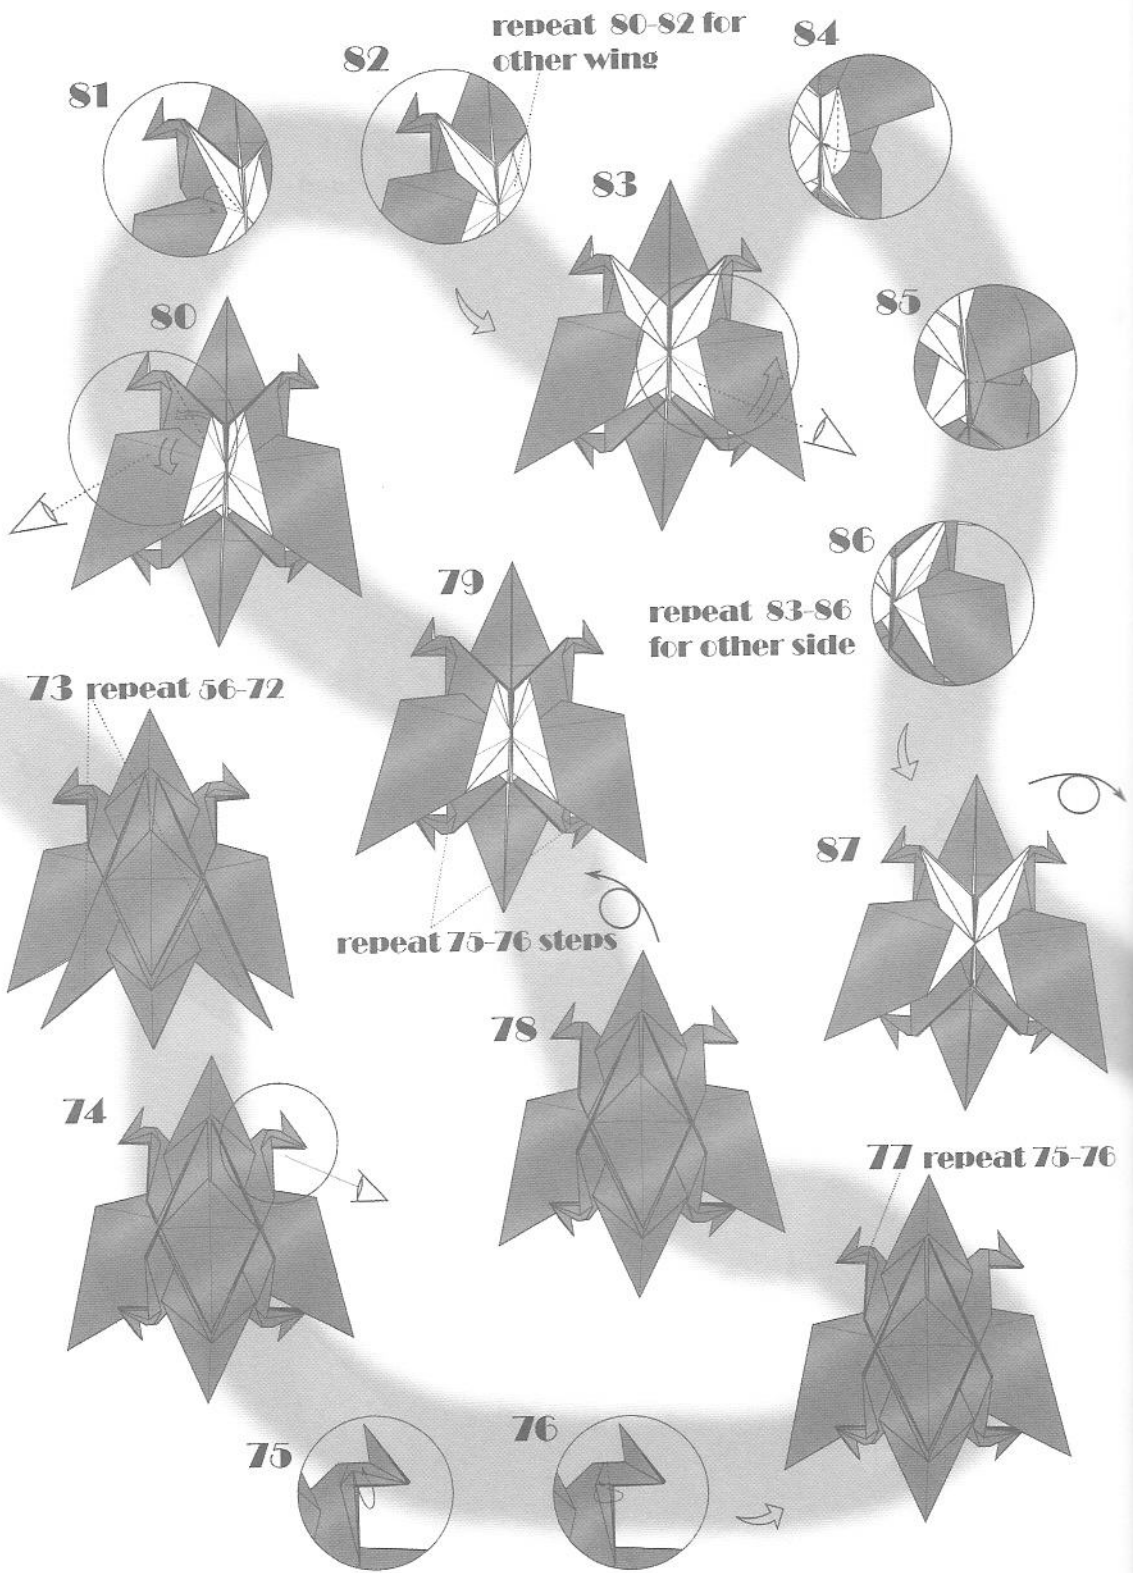 81
82
repeat 80-82 for
other wing
84
83
80
85
79
86
repeat 83-86
for other side
73 repeat 56-72
87
repeat 75-76 steps
78
74
77 repeat 75-76
75
76